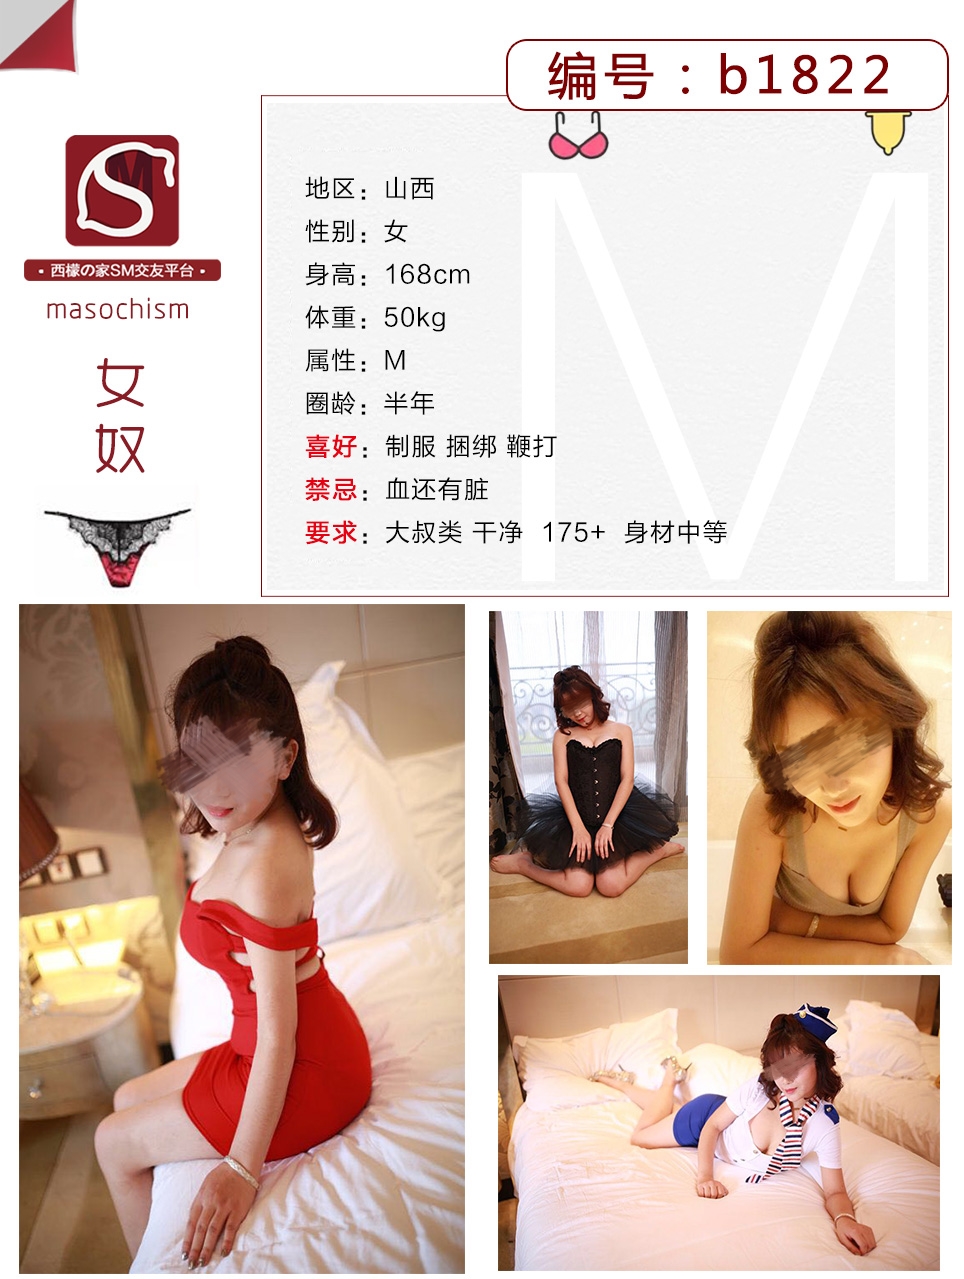 编号：b1822
S
M
·西檬の家SM交友平台·
masochism
女
奴
M
地区：山西
性别：女
身高：168cm
体重：50kg
属性：M
圈龄：半年
喜好：制服 捆绑 鞭打
禁忌：血还有脏
要求：大叔类 干净 175+ 身材中等